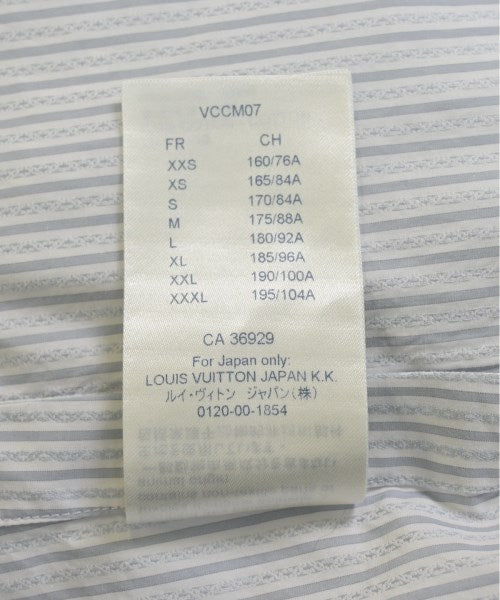 VCCM07
FR CH
XXS 160/76A
XS 165/84A
S 170/84A
M 175/88A
L 180/92A
XL 185/96A
XXL 190/100A
XXXL 195/104A
CA 36929
For Japan only:
LOUIS VUITTON JAPAN K.K.
ルイ・ヴィトン ジャパン(株)
0120-00-1854